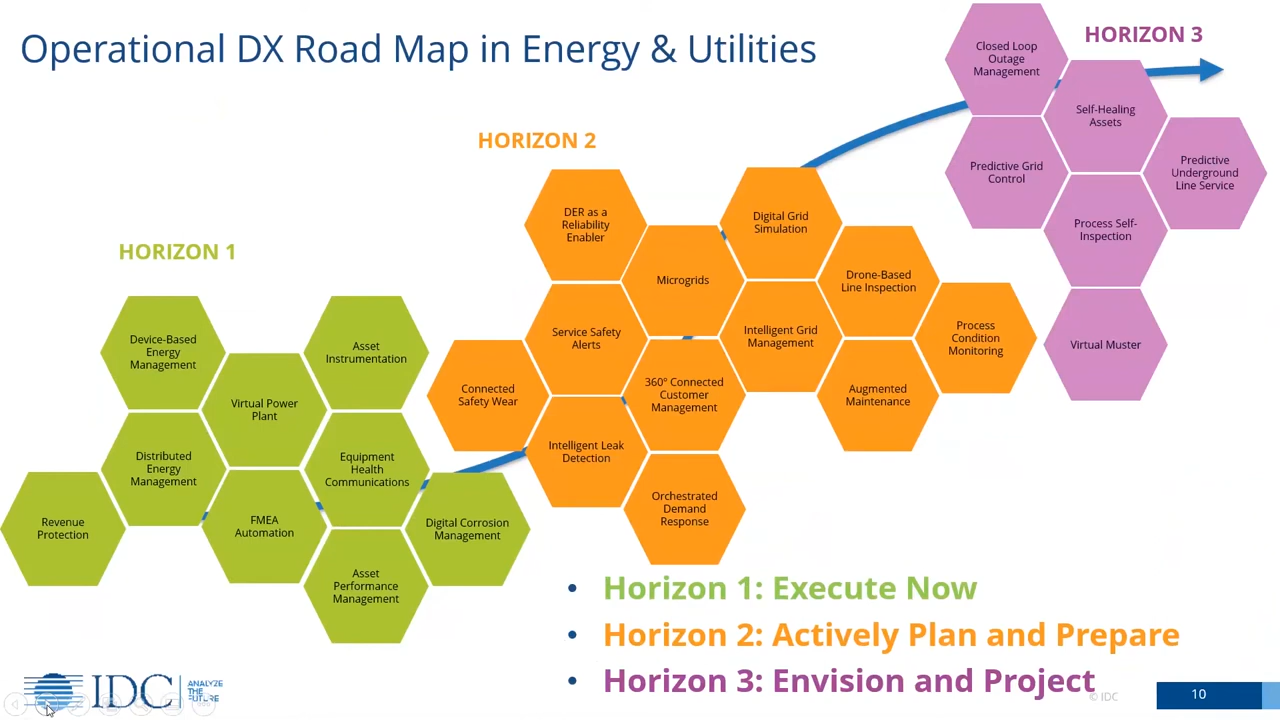 Operational DX Road Map in Energy & Utilities
HORIZON 3
Closed Loop
Outage
Management
Self-Healing
Assets
Predictive Grid
Control
Predictive
Underground
Line Service
Process Self-
Inspection
Virtual Muster
HORIZON 2
DER as a
Reliability
Enabler
Digital Grid
Simulation
Microgrids
Drone-Based
Line Inspection
Service Safety
Alerts
Intelligent Grid
Management
Process
Condition
Monitoring
Connected
Safety Wear
360° Connected
Customer
Management
Augmented
Maintenance
Intelligent Leak
Detection
Orchestrated
Demand
Response
HORIZON 1
Device-Based
Energy
Management
Asset
Instrumentation
Virtual Power
Plant
Distributed
Energy
Management
Equipment
Health
Communications
Revenue
Protection
FMEA
Automation
Digital Corrosion
Management
Asset
Performance
Management
• Horizon 1: Execute Now
• Horizon 2: Actively Plan and Prepare
• Horizon 3: Envision and Project
IDC
ANALYZE
THE
FUTURE
© IDC
10